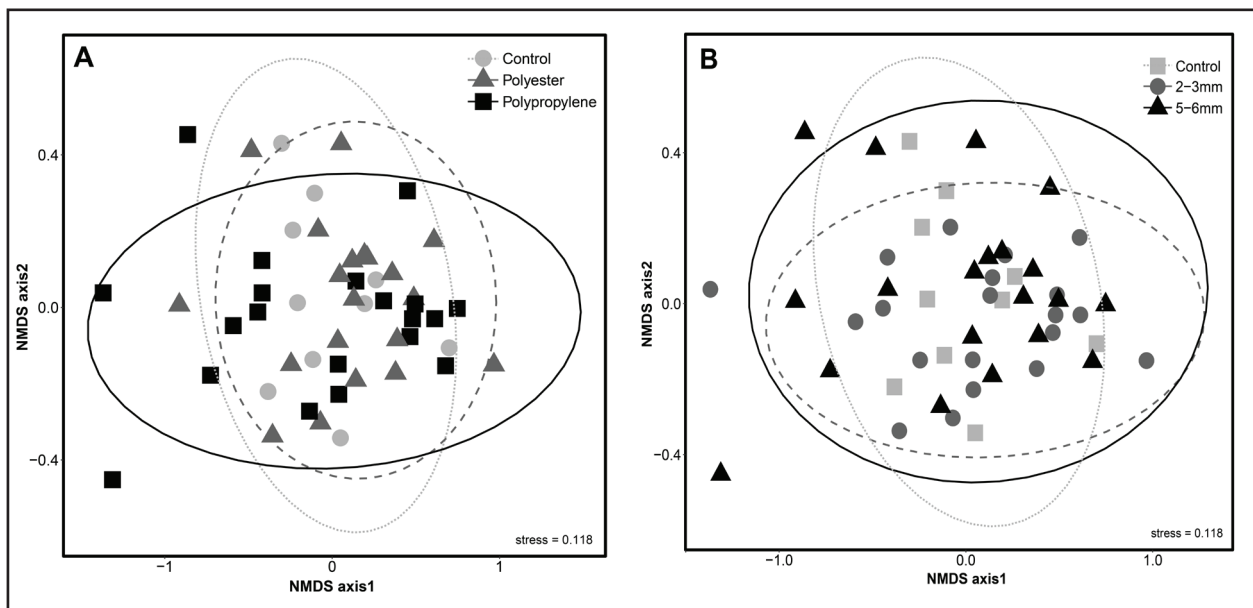 A
Control
Polyester
Polypropylene
NMDS axis2
0.4
0.0
−0.4
−1
0
1
NMDS axis1
stress = 0.118
B
Control
2−3mm
5−6mm
NMDS axis2
0.4
0.0
−0.4
−1.0
0.0
1.0
NMDS axis1
stress = 0.118